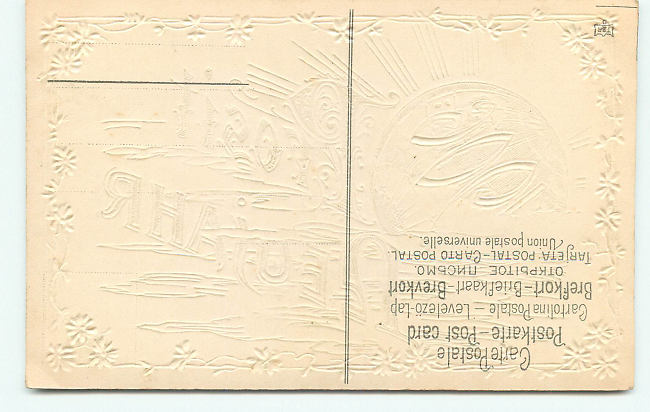 Carte Postale
Postkarte – Post card
Cartolina Postale – Levelező-Lap
Brefkort - Briefkaart - Brevkort
ОТКРЫТОЕ ПИСЬМО.
TARJETA POSTAL - CARTO POSTAL.
Union postale universelle.